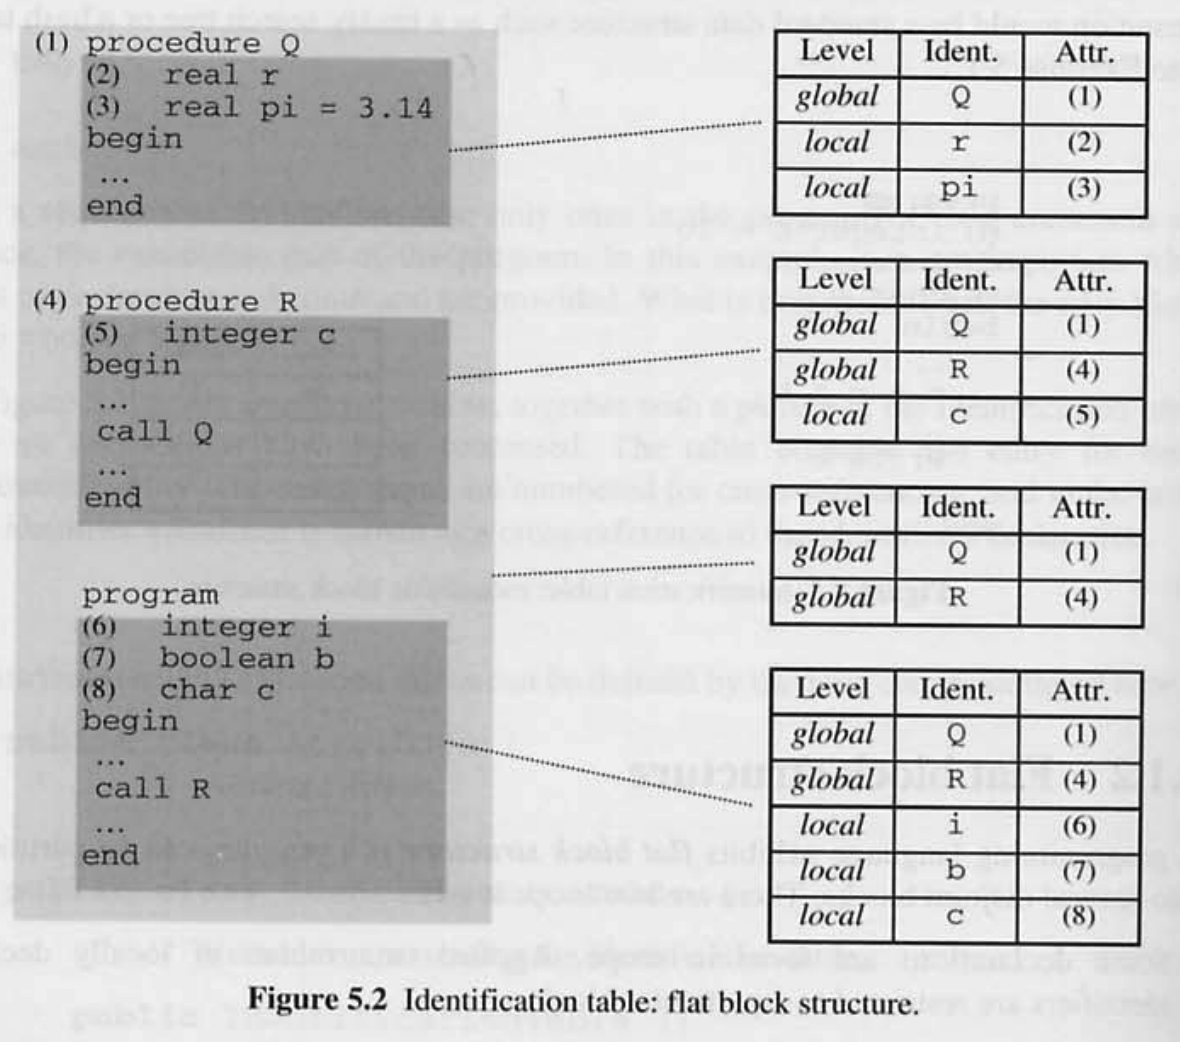 (1) procedure Q
(2) real r
(3) real pi = 3.14
begin
...
end
(4) procedure R
(5) integer c
begin
...
call Q
...
end
program
(6) integer i
(7) boolean b
(8) char c
begin
...
call R
...
end
Level Ident. Attr.
global Q (1)
local r (2)
local pi (3)
Level Ident. Attr.
global Q (1)
global R (4)
local c (5)
Level Ident. Attr.
global Q (1)
global R (4)
Level Ident. Attr.
global Q (1)
global R (4)
local i (6)
local b (7)
local c (8)
Figure 5.2 Identification table: flat block structure.